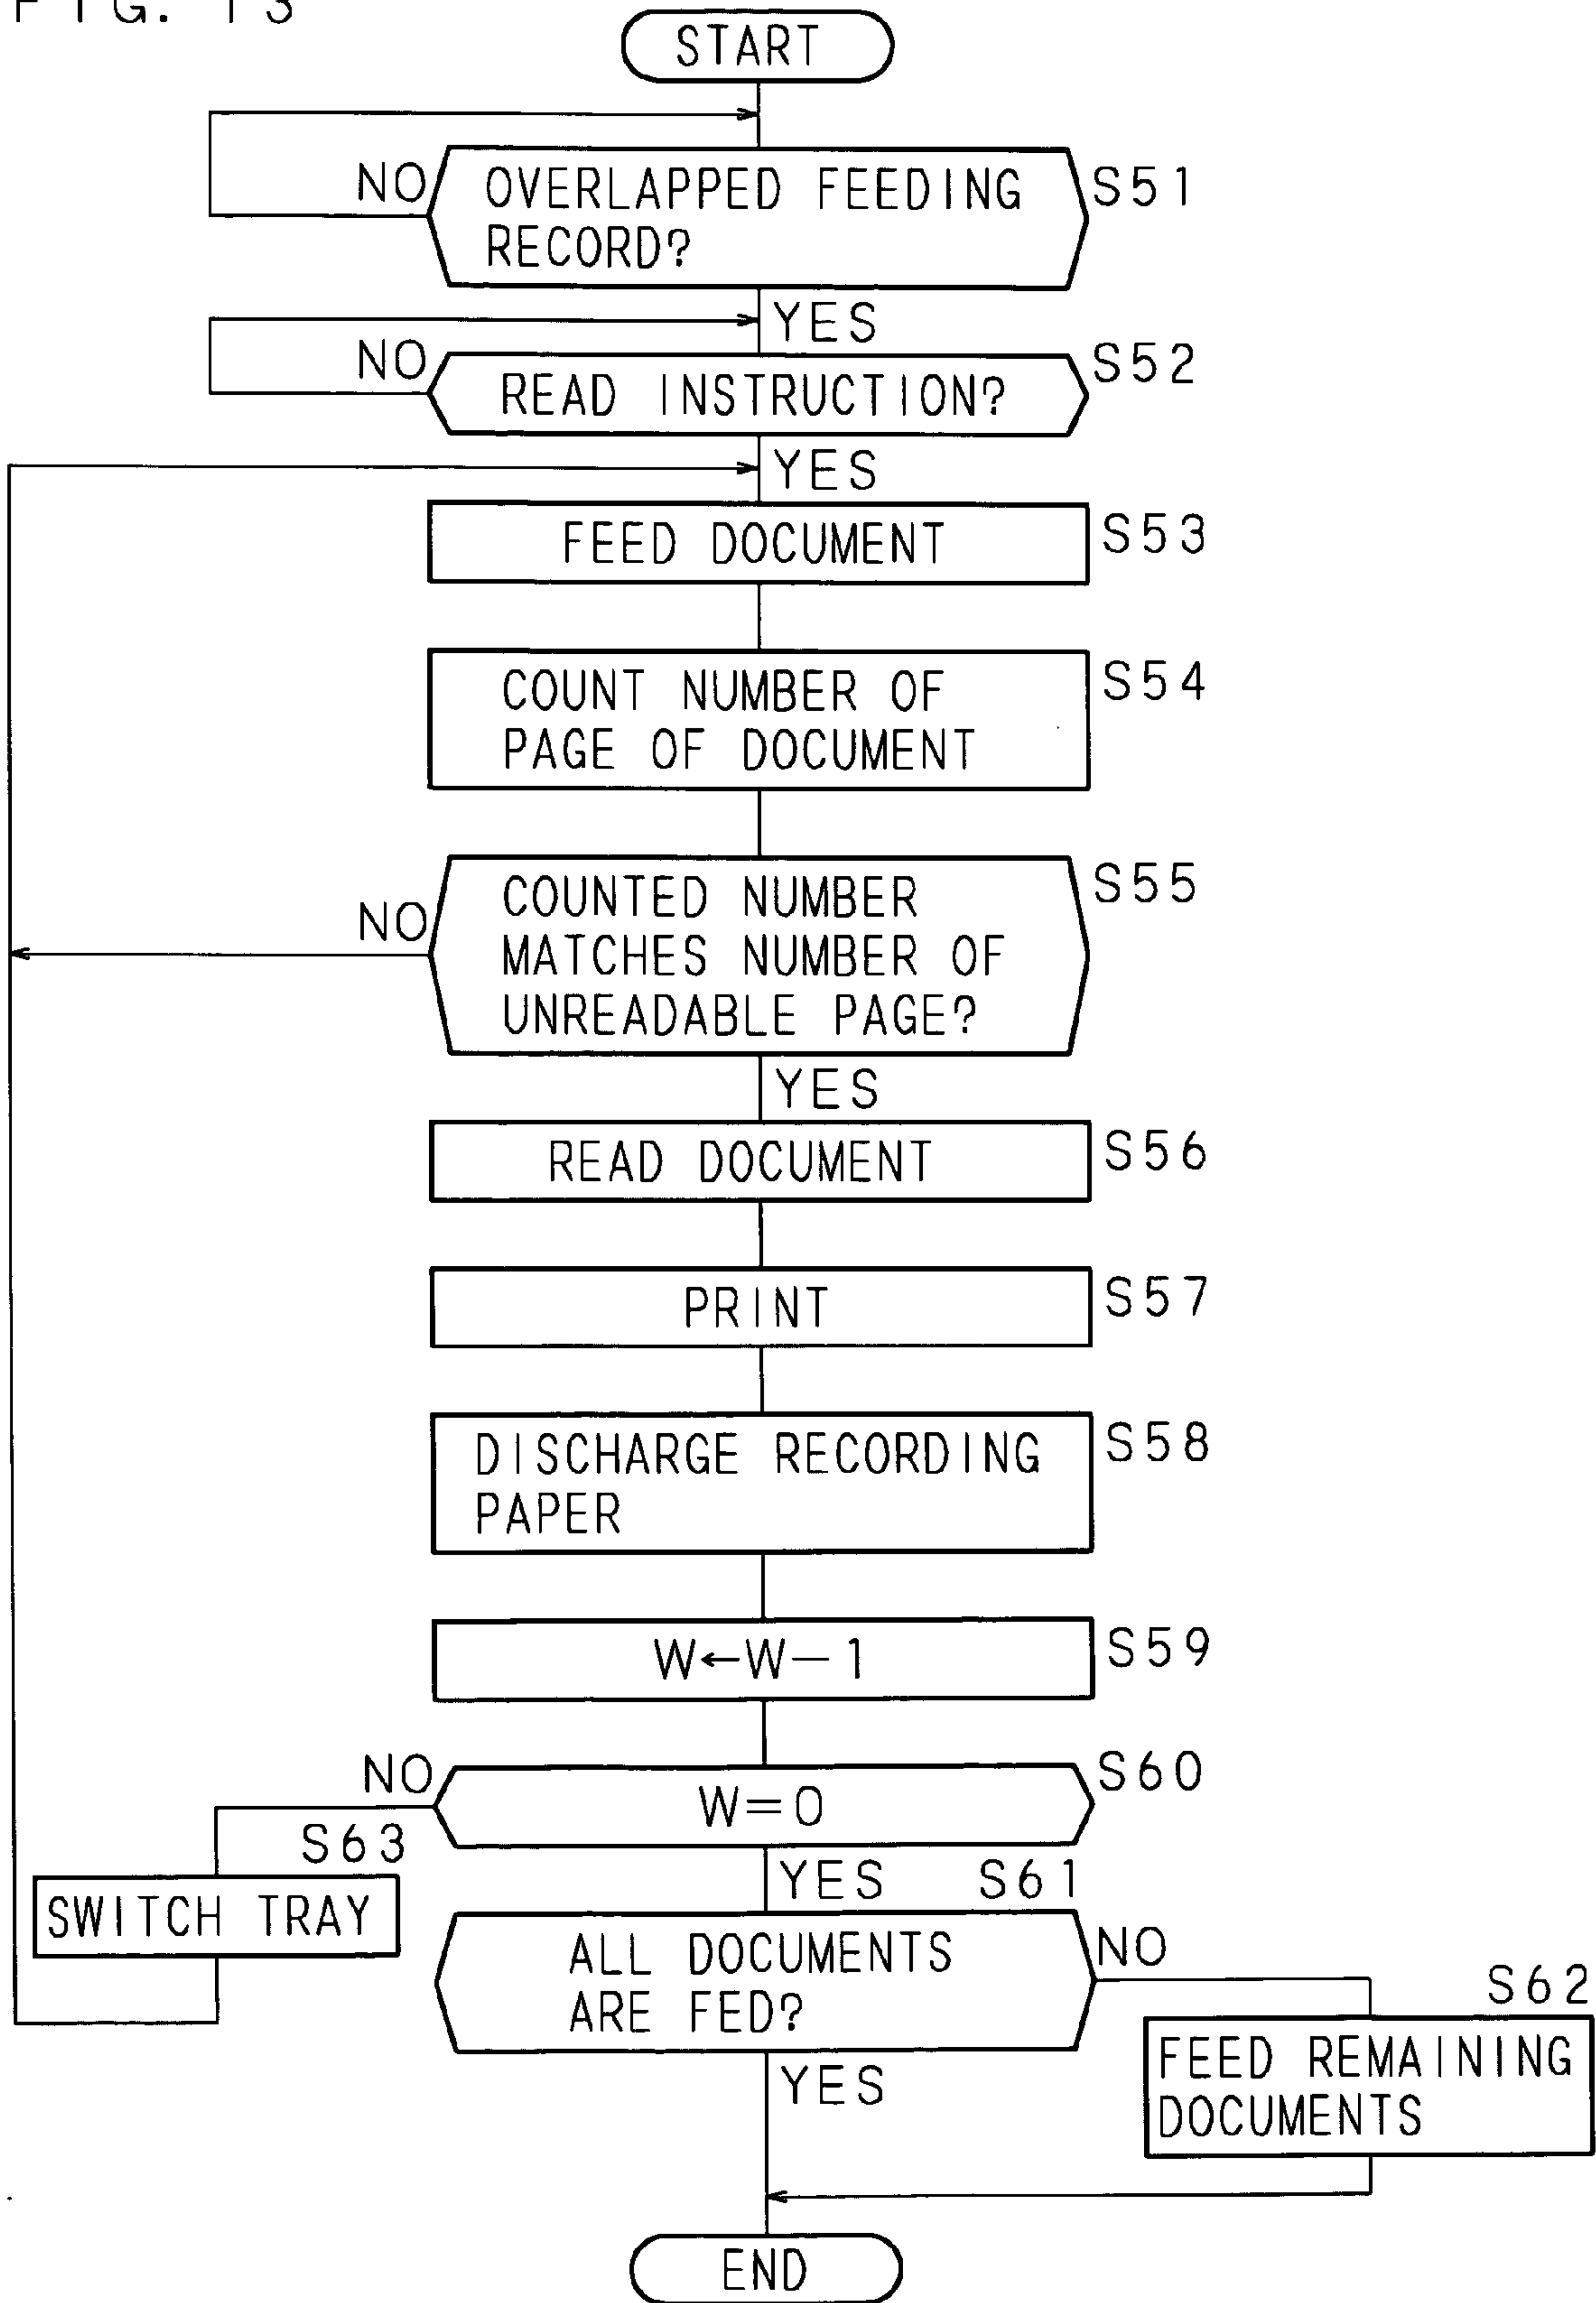 FIG. 13
START
NO
OVERLAPPED FEEDING
RECORD?
S51
YES
NO
READ INSTRUCTION?
S52
YES
FEED DOCUMENT
S53
COUNT NUMBER OF
PAGE OF DOCUMENT
S54
NO
COUNTED NUMBER
MATCHES NUMBER OF
UNREADABLE PAGE?
S55
YES
READ DOCUMENT
S56
PRINT
S57
DISCHARGE RECORDING
PAPER
S58
W←W−1
S59
NO
W=0
S60
S63
SWITCH TRAY
YES
S61
ALL DOCUMENTS
ARE FED?
NO
S62
FEED REMAINING
DOCUMENTS
YES
END